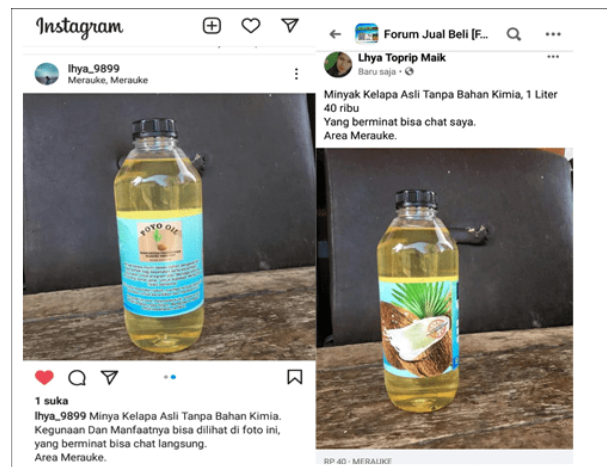 Instagram
lhya_9899
Merauke, Merauke
POYO OIL
1 suka
lhya_9899 Minya Kelapa Asli Tanpa Bahan Kimia.
Kegunaan Dan Manfaatnya bisa dilihat di foto ini,
yang berminat bisa chat langsung.
Area Merauke.
Forum Jual Beli [F...
Lhya Toprip Maik
Baru saja
Minyak Kelapa Asli Tanpa Bahan Kimia, 1 Liter
40 ribu
Yang berminat bisa chat saya.
Area Merauke.
RP 40 · MERAUKE